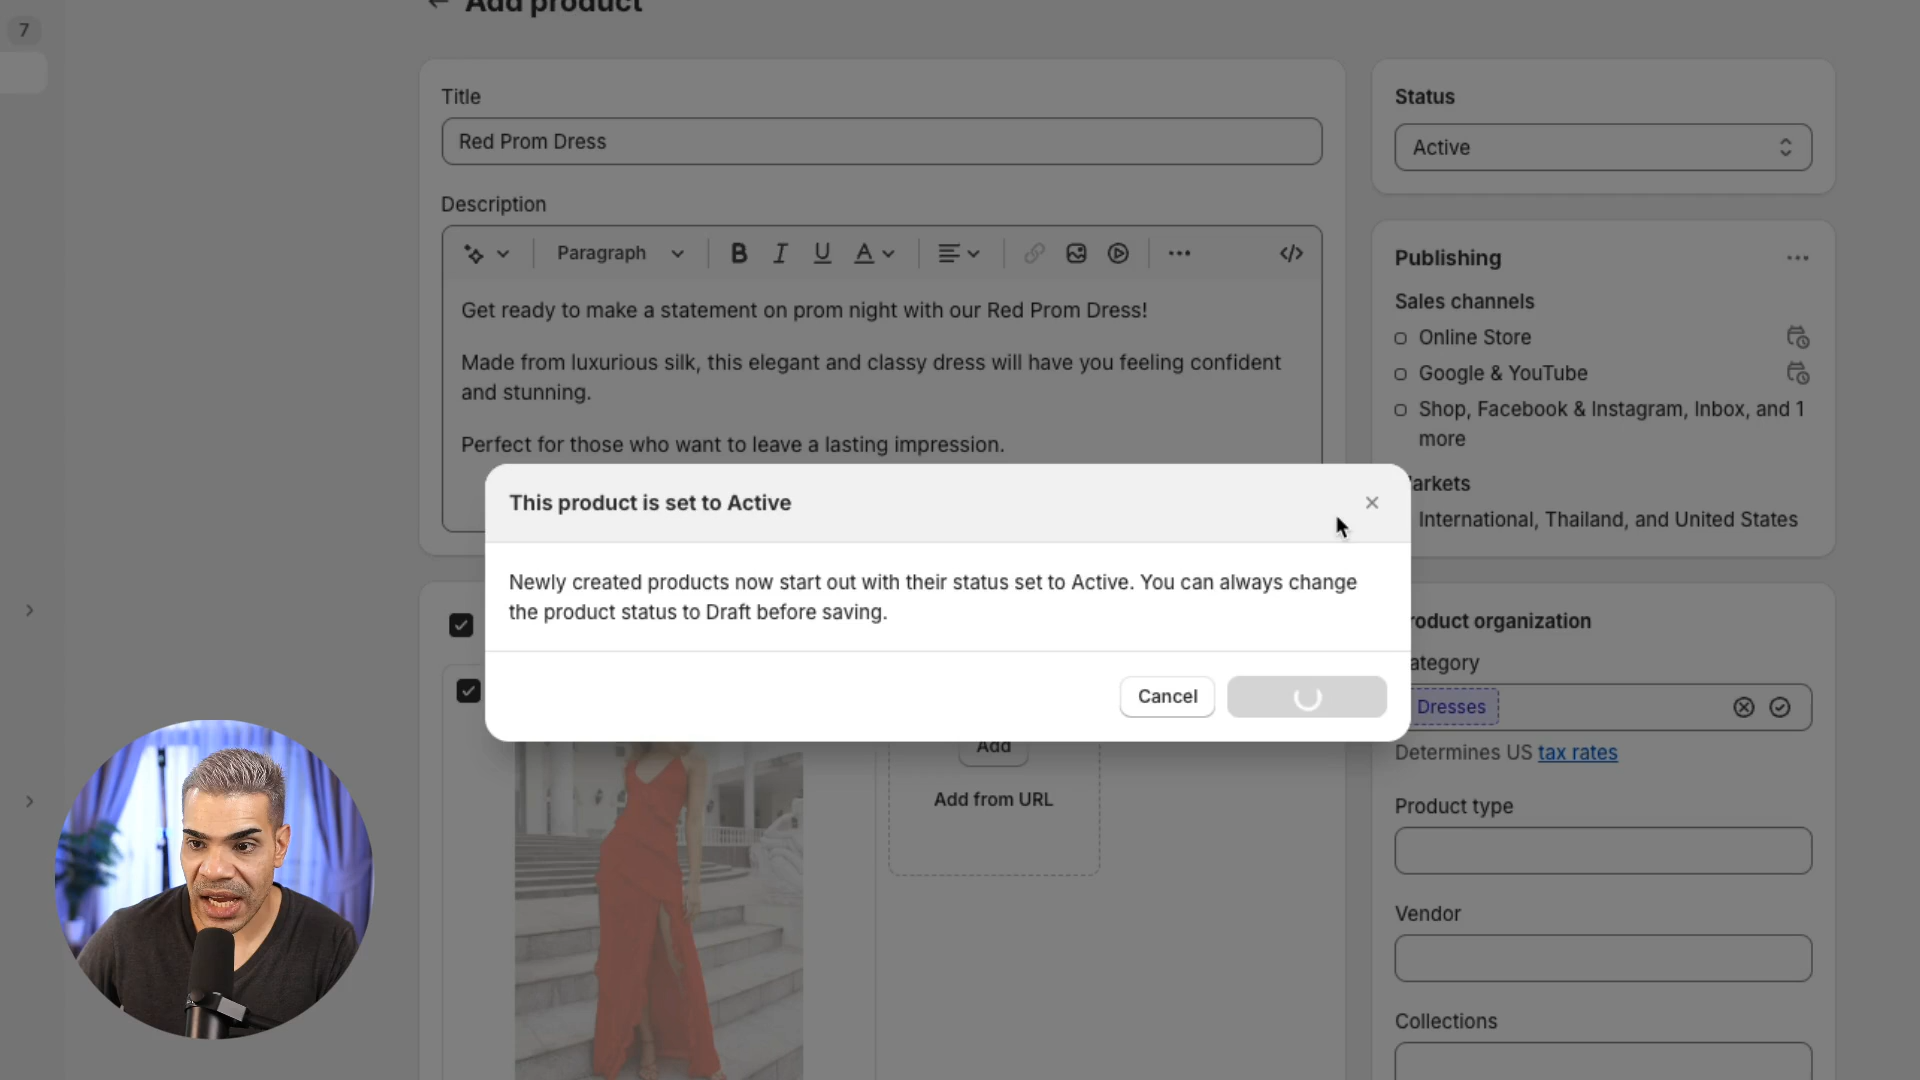 7
Add product
Title
Red Prom Dress
Description
Paragraph
B I U A
Get ready to make a statement on prom night with our Red Prom Dress!
Made from luxurious silk, this elegant and classy dress will have you feeling confident
and stunning.
Perfect for those who want to leave a lasting impression.
Status
Active
Publishing
Sales channels
Online Store
Google & YouTube
Shop, Facebook & Instagram, Inbox, and 1
more
arkets
International, Thailand, and United States
This product is set to Active
Newly created products now start out with their status set to Active. You can always change
the product status to Draft before saving.
Cancel
Add
Add from URL
roduct organization
ategory
Dresses
Determines US tax rates
Product type
Vendor
Collections